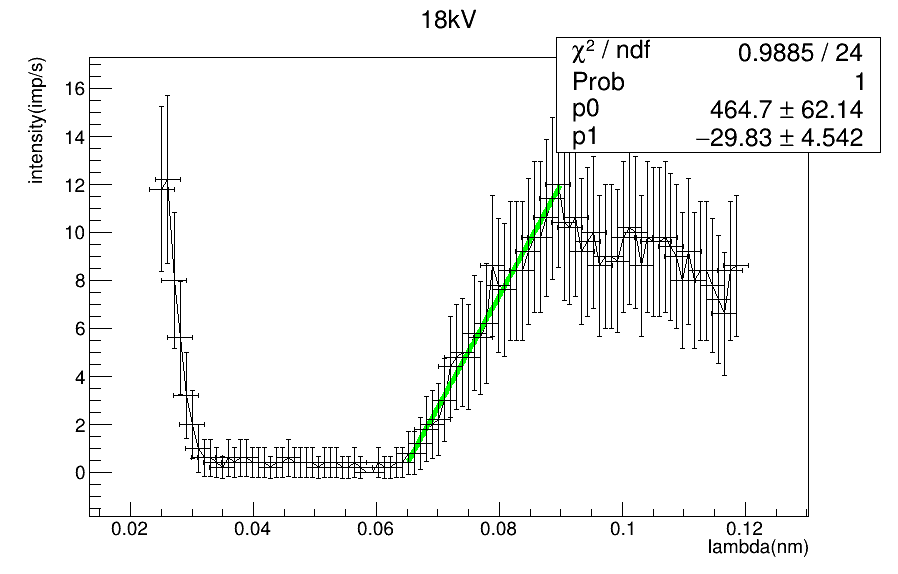 18kV
χ² / ndf 0.9885 / 24
Prob 1
p0 464.7 ± 62.14
p1 −29.83 ± 4.542
intensity(imp/s)
16
14
12
10
8
6
4
2
0
0.02 0.04 0.06 0.08 0.1 0.12
lambda(nm)